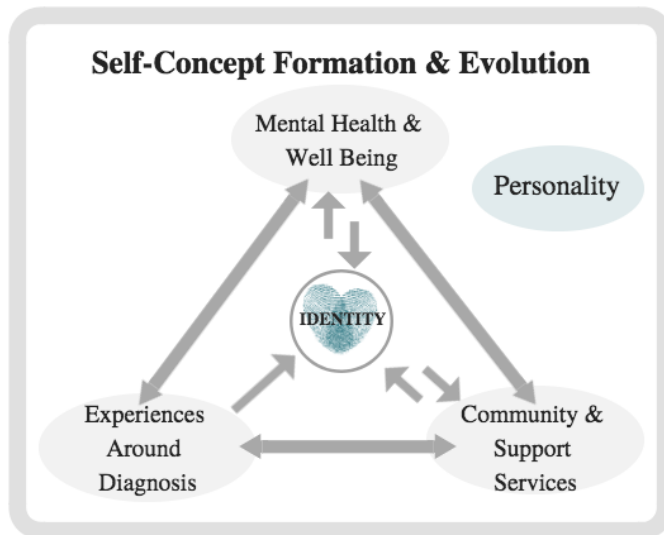 Self-Concept Formation & Evolution
Mental Health &
Well Being
Personality
IDENTITY
Experiences
Around
Diagnosis
Community &
Support
Services